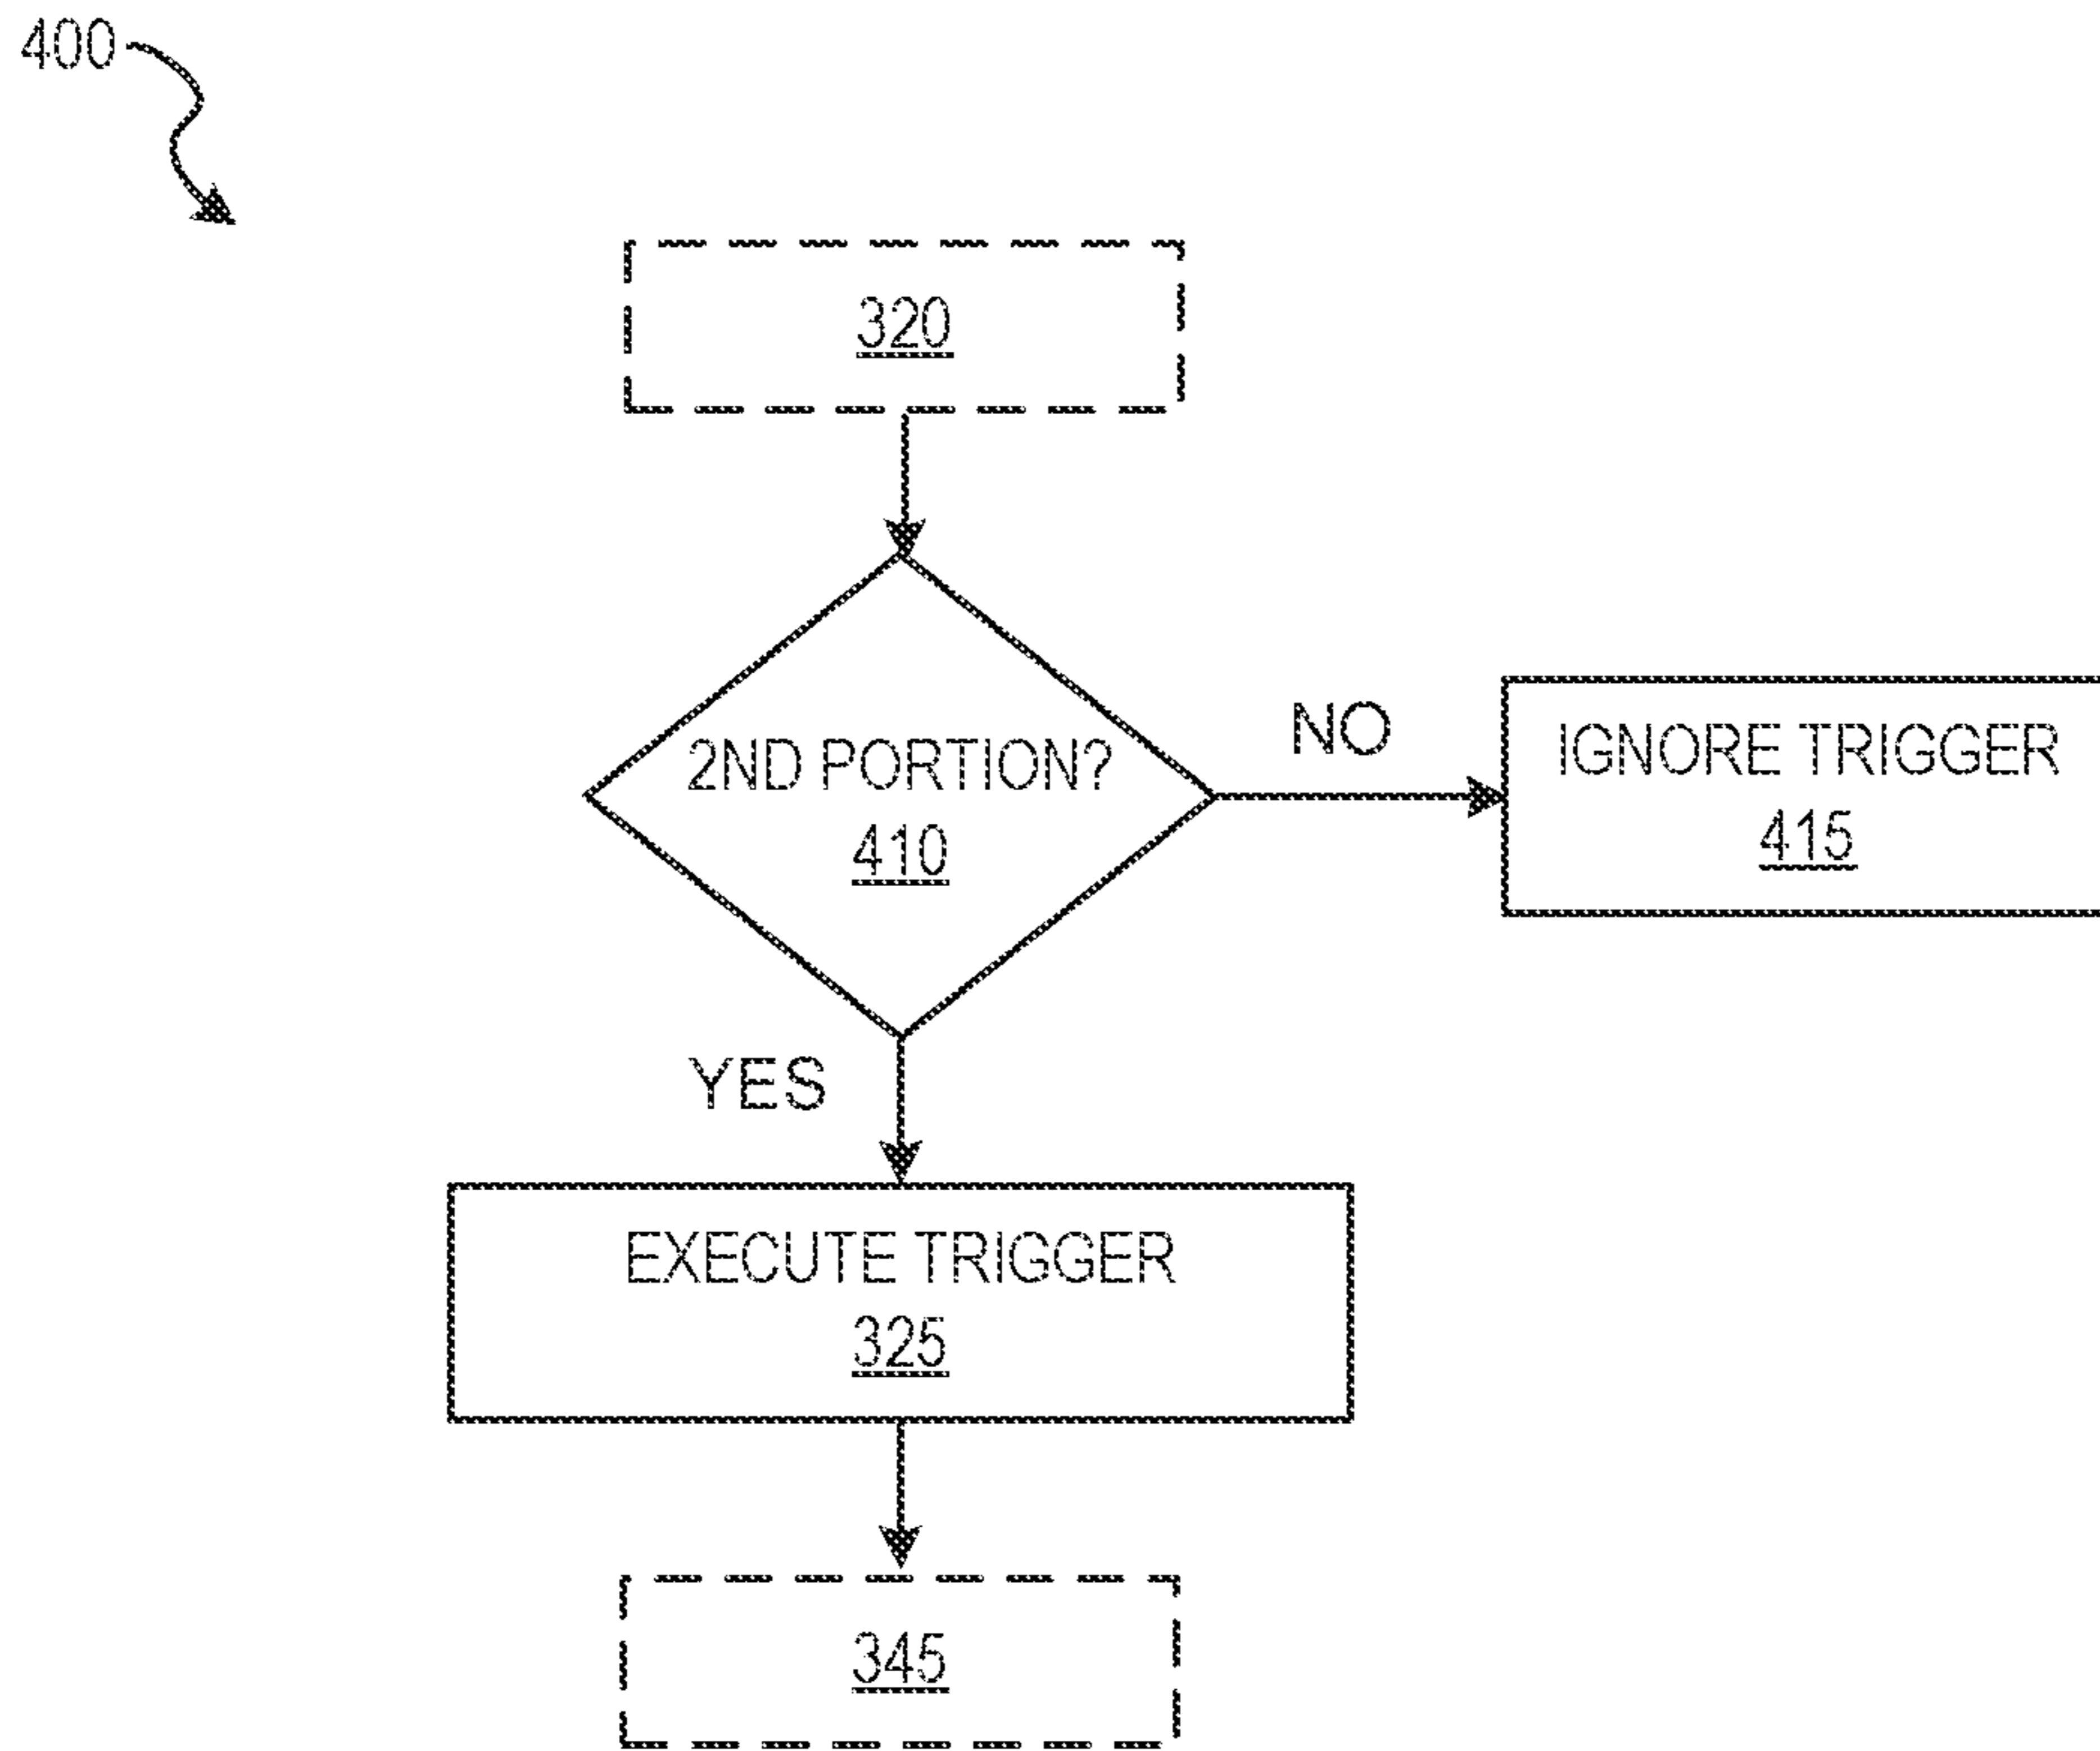 400
320
2ND PORTION?
410
NO
IGNORE TRIGGER
415
YES
EXECUTE TRIGGER
325
345